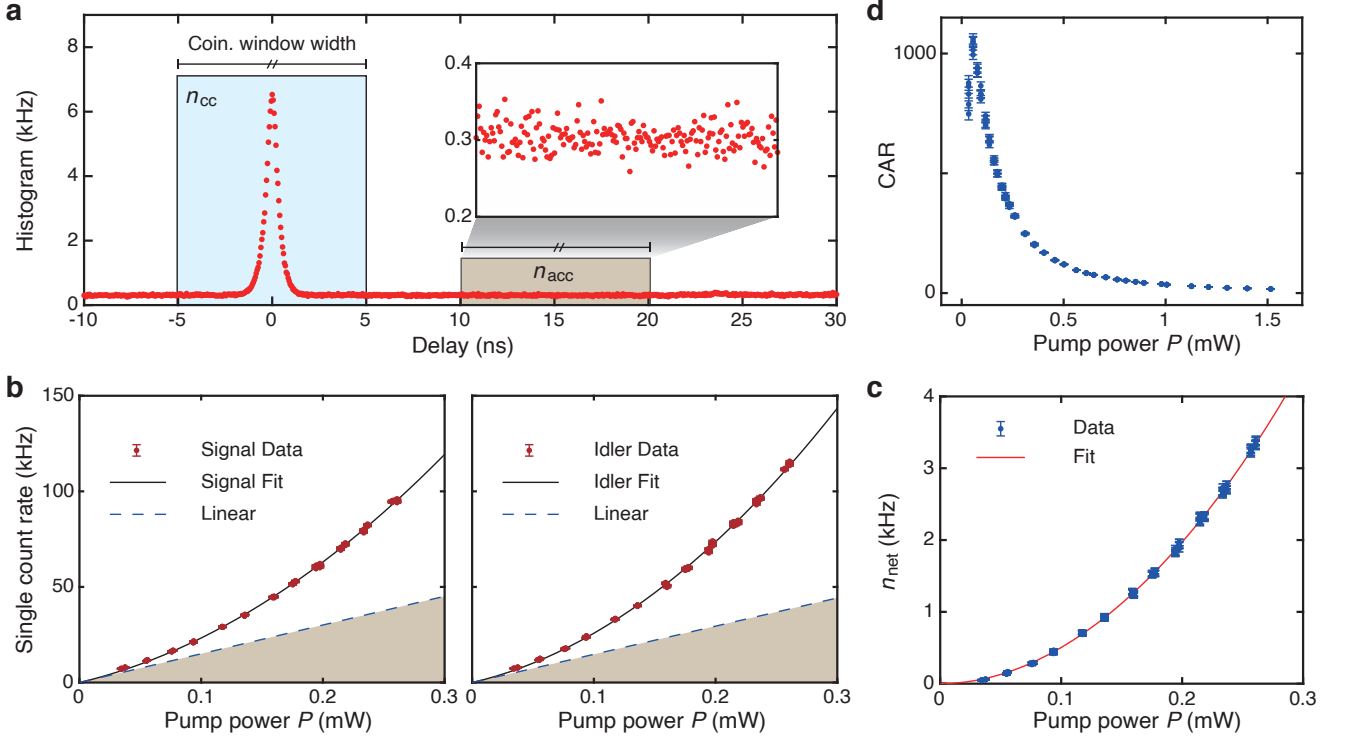 a
Histogram (kHz)
8
6
4
2
0
Coin. window width
ncc
nacc
0.4
0.3
0.2
-10
-5
0
5
10
15
20
25
30
Delay (ns)
d
CAR
1000
0
0
0.5
1
1.5
Pump power P (mW)
b
Single count rate (kHz)
150
100
50
0
Signal Data
Signal Fit
Linear
0
0.1
0.2
0.3
Pump power P (mW)
Idler Data
Idler Fit
Linear
0
0.1
0.2
0.3
Pump power P (mW)
c
nnet (kHz)
4
3
2
1
0
Data
Fit
0
0.1
0.2
0.3
Pump power P (mW)